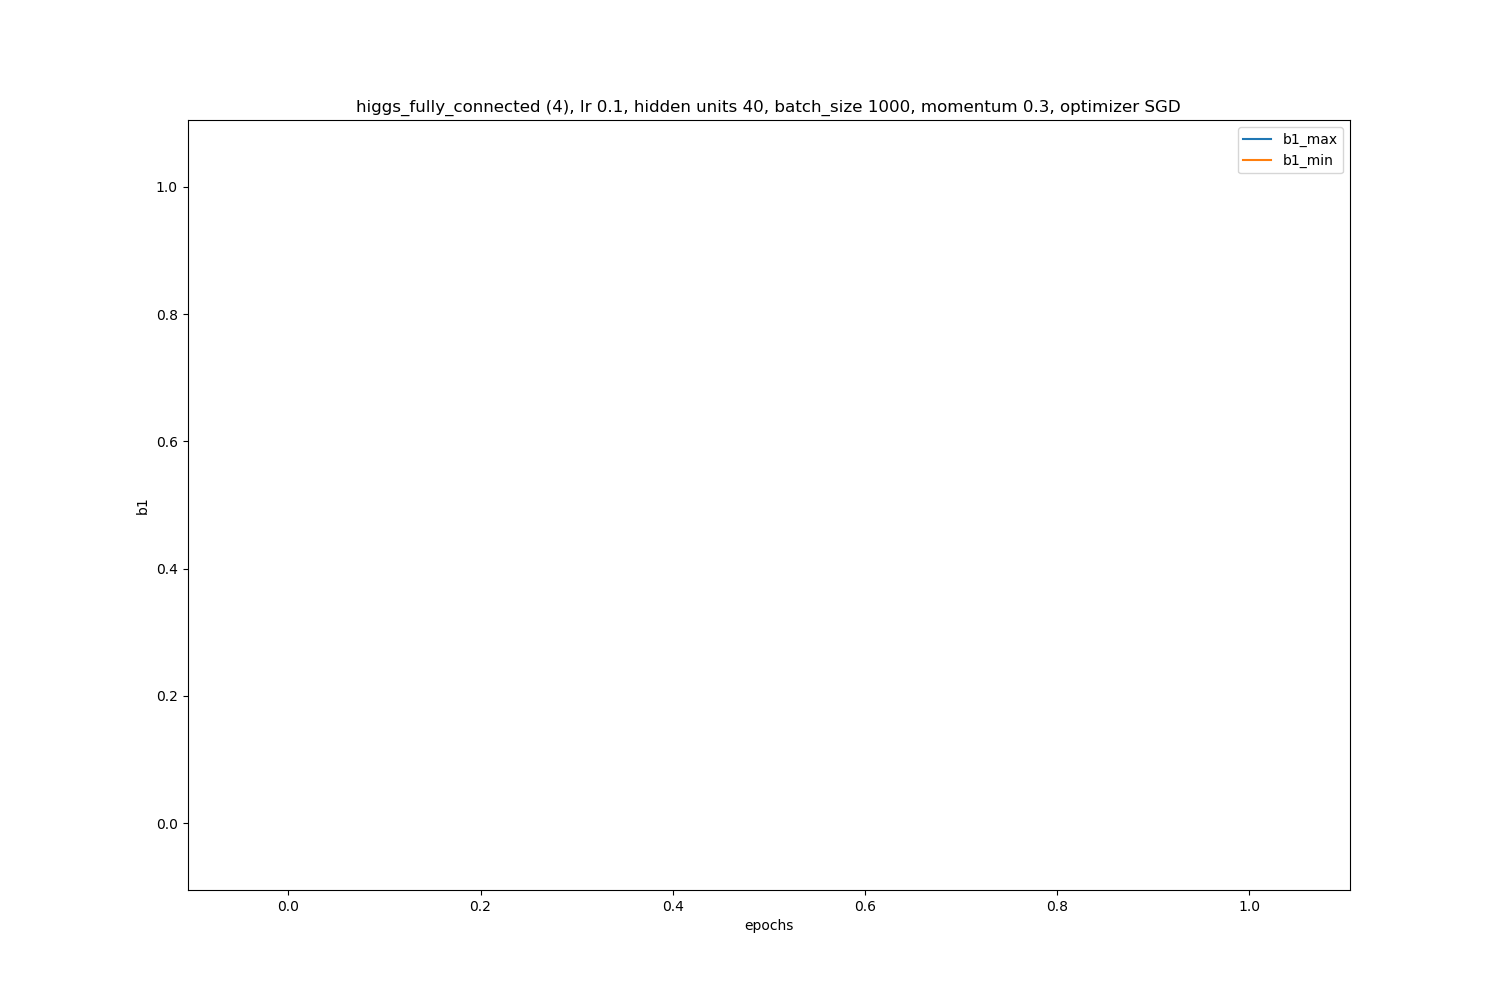 higgs_fully_connected (4), lr 0.1, hidden units 40, batch_size 1000, momentum 0.3, optimizer SGD
b1_max
b1_min
1.0
0.8
0.6
b1
0.4
0.2
0.0
0.0 0.2 0.4 0.6 0.8 1.0
epochs